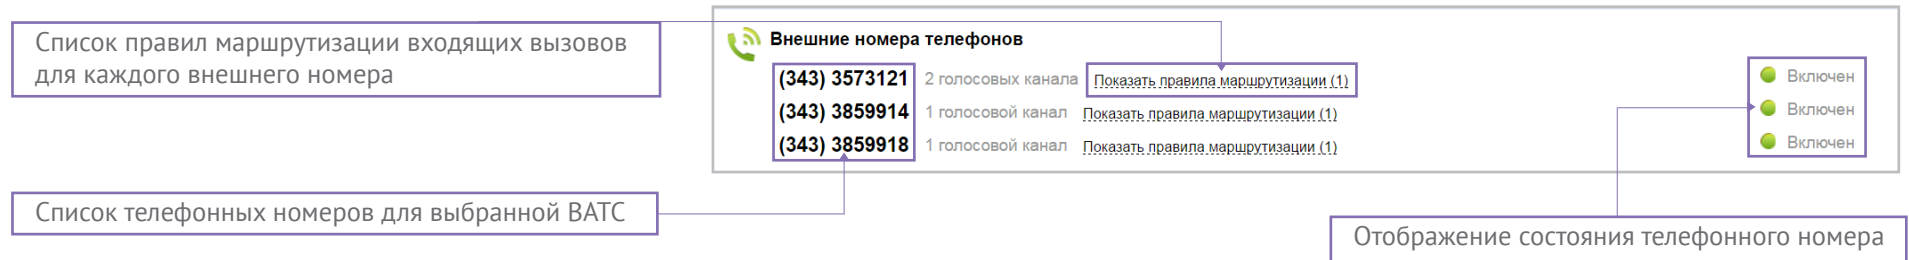 Список правил маршрутизации входящих вызовов
для каждого внешнего номера
Внешние номера телефонов
(343) 3573121 2 голосовых канала Показать правила маршрутизации (1) Включен
(343) 3859914 1 голосовой канал Показать правила маршрутизации (1) Включен
(343) 3859918 1 голосовой канал Показать правила маршрутизации (1) Включен
Список телефонных номеров для выбранной ВАТС
Отображение состояния телефонного номера